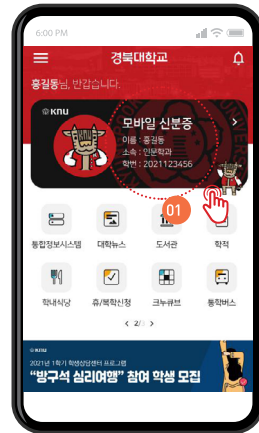 6:00 PM
경북대학교
홍길동님, 반갑습니다.
KNU
모바일 신분증
이름 : 홍길동
소속 : 인문학과
학번 : 2021123456
01
통합정보시스템 대학뉴스 도서관 학적
학내식당 휴/복학신청 크누큐브 통학버스
< 2/3 >
KNU
2021년 1학기 학생상담센터 프로그램
“방구석 심리여행” 참여 학생 모집